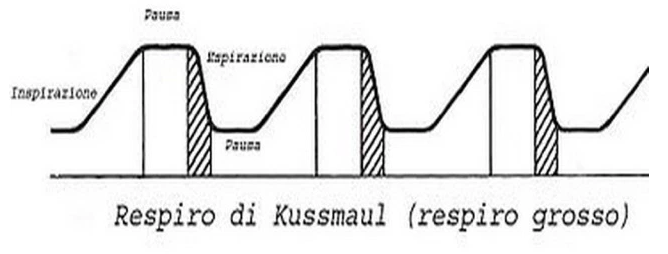 Pausa
Espirazione
Inspirazione
Pausa
Respiro di Kussmaul (respiro grosso)